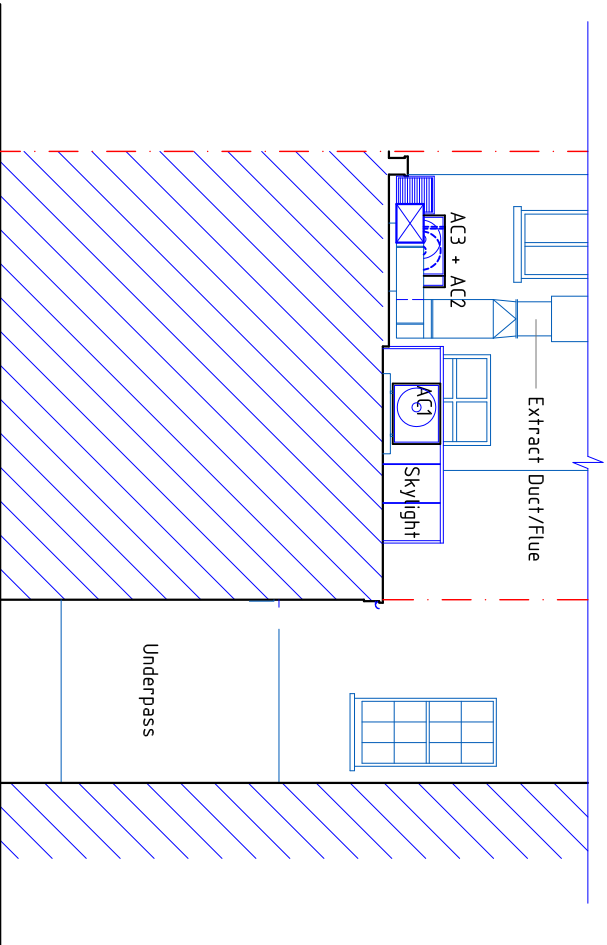 AC3 + AC2
Extract Duct/Flue
AC1
Skylight
Underpass